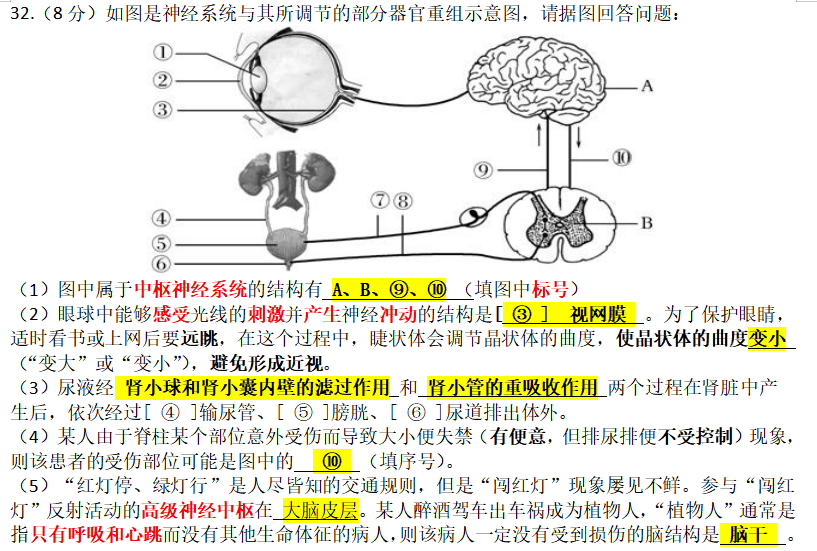 32.（8 分）如图是神经系统与其所调节的部分器官重组示意图，请据图回答问题：
①
②
③
A
⑨
⑩
④
⑤
⑥
⑦⑧
B
（1）图中属于中枢神经系统的结构有 A、B、⑨、⑩ （填图中标号）
（2）眼球中能够感受光线的刺激并产生神经冲动的结构是[ ③ ] 视网膜 。为了保护眼睛，
适时看书或上网后要远眺，在这个过程中，睫状体会调节晶状体的曲度，使晶状体的曲度变小
（“变大”或“变小”），避免形成近视。
（3）尿液经 肾小球和肾小囊内壁的滤过作用 和 肾小管的重吸收作用 两个过程在肾脏中产
生后，依次经过[ ④ ]输尿管、[ ⑤ ]膀胱、[ ⑥ ]尿道排出体外。
（4）某人由于脊柱某个部位意外受伤而导致大小便失禁（有便意，但排尿排便不受控制）现象，
则该患者的受伤部位可能是图中的 ⑩ （填序号）。
（5）“红灯停、绿灯行”是人尽皆知的交通规则，但是“闯红灯”现象屡见不鲜。参与“闯红
灯”反射活动的高级神经中枢在 大脑皮层。某人醉酒驾车出车祸成为植物人，“植物人”通常是
指只有呼吸和心跳而没有其他生命体征的病人，则该病人一定没有受到损伤的脑结构是 脑干 。